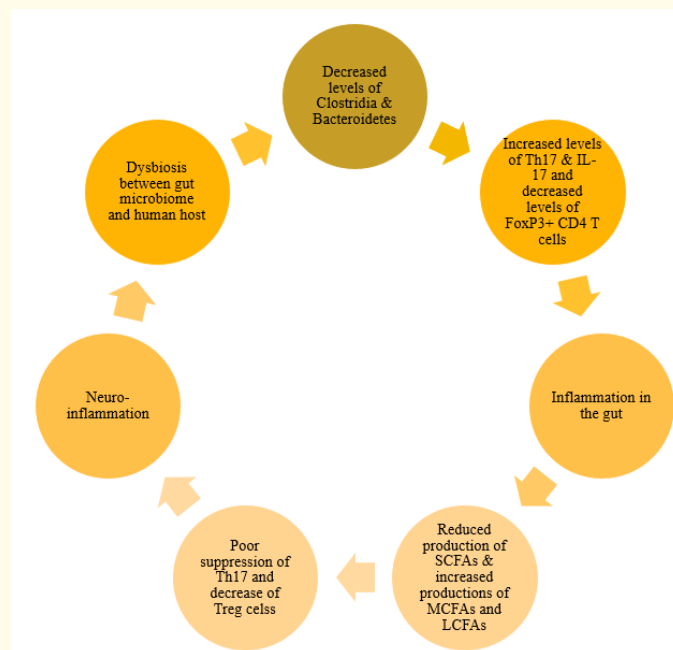 Decreased
levels of
Clostridia &
Bacteroidetes
Increased levels
of Th17 & IL-
17 and
decreased
levels of
FoxP3+ CD4 T
cells
Inflammation in
the gut
Reduced
production of
SCFAs &
increased
productions of
MCFAs and
LCFAs
Poor
suppression of
Th17 and
decrease of
Treg celss
Neuro-
inflammation
Dysbiosis
between gut
microbiome
and human host